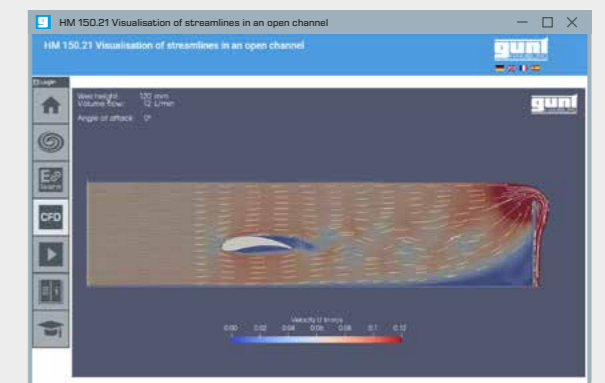 HM 150.21 Visualisation of streamlines in an open channel
HM 150.21 Visualisation of streamlines in an open channel
gunt
Login
Weir height: 120 mm
Volume flow: 12 L/min
Angle of attack: 0°
gunt
E
learn
CFD
Velocity U in m/s
0.00 0.02 0.04 0.06 0.08 0.1 0.12